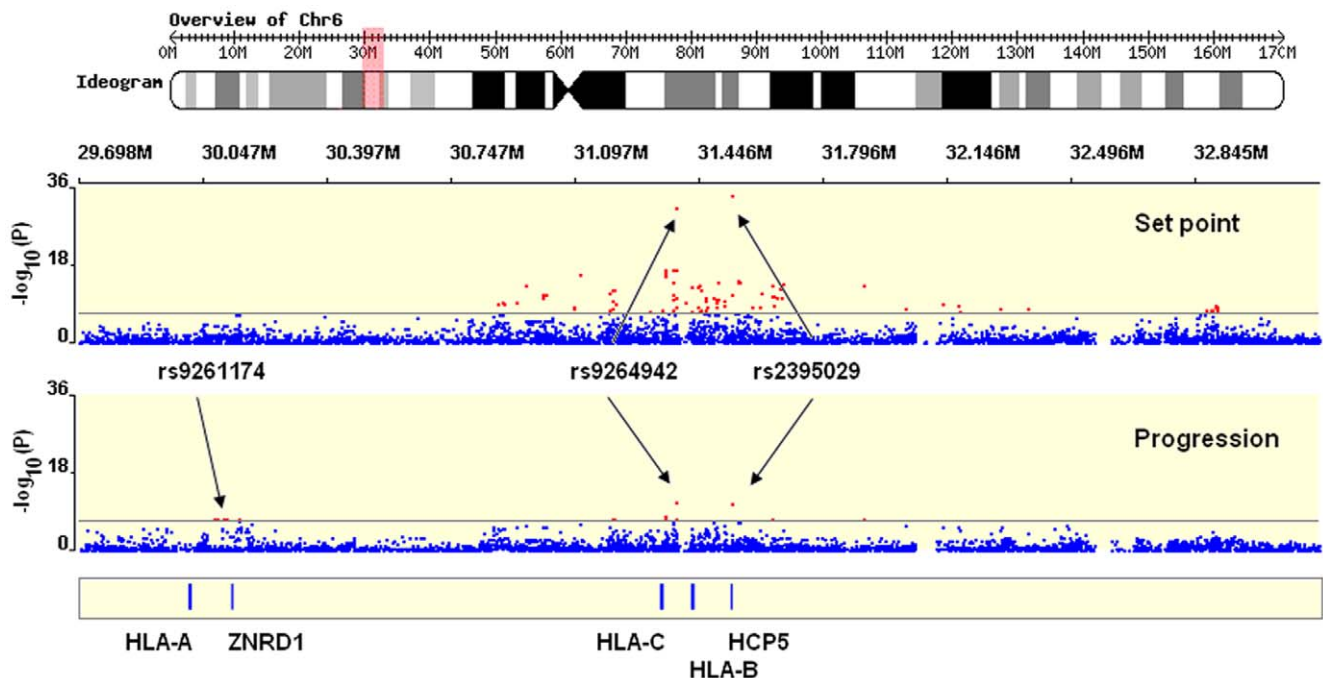 Overview of Chr6
0M 10M 20M 30M 40M 50M 60M 70M 80M 90M 100M 110M 120M 130M 140M 150M 160M 170M
Ideogram
29.698M 30.047M 30.397M 30.747M 31.097M 31.446M 31.796M 32.146M 32.496M 32.845M
36
Set point
-log10(P)
18
0
rs9261174 rs9264942 rs2395029
36
Progression
-log10(P)
18
0
HLA-A ZNRD1 HLA-C HCP5
HLA-B